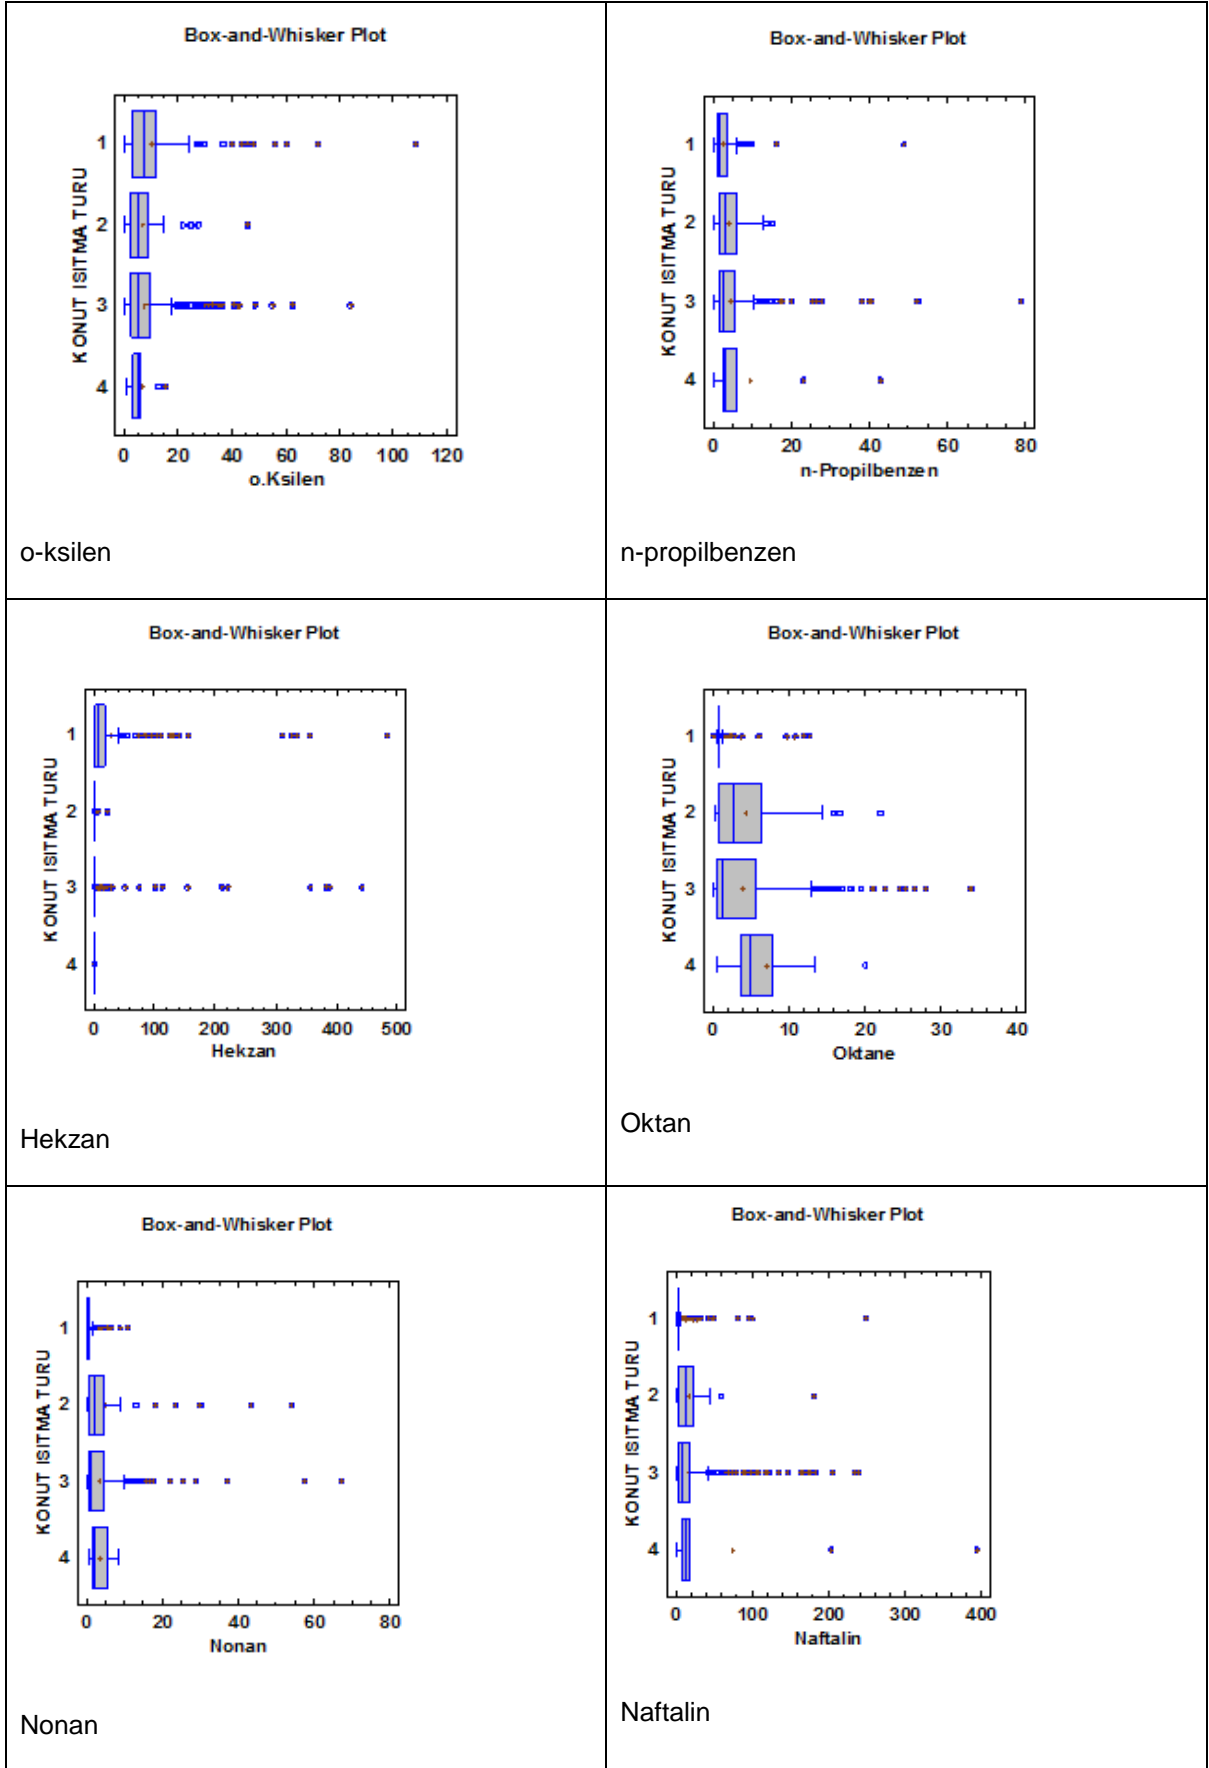 Box-and-Whisker Plot
KONUT ISITMA TURU
1
2
3
4
0 20 40 60 80 100 120
o.Ksilen
o-ksilen
Box-and-Whisker Plot
KONUT ISITMA TURU
1
2
3
4
0 20 40 60 80
n-Propilbenzen
n-propilbenzen
Box-and-Whisker Plot
KONUT ISITMA TURU
1
2
3
4
0 100 200 300 400 500
Hekzan
Hekzan
Box-and-Whisker Plot
KONUT ISITMA TURU
1
2
3
4
0 10 20 30 40
Oktane
Oktan
Box-and-Whisker Plot
KONUT ISITMA TURU
1
2
3
4
0 20 40 60 80
Nonan
Nonan
Box-and-Whisker Plot
KONUT ISITMA TURU
1
2
3
4
0 100 200 300 400
Naftalin
Naftalin